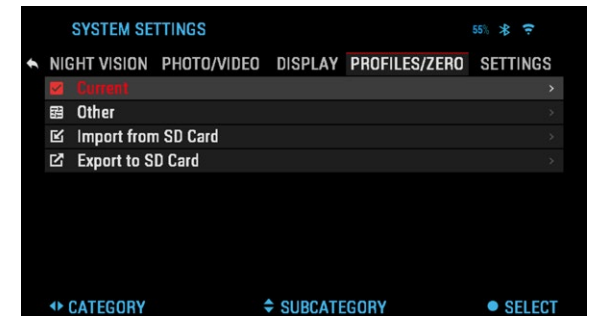 SYSTEM SETTINGS 55%
NIGHT VISION PHOTO/VIDEO DISPLAY PROFILES/ZERO SETTINGS
Current
Other
Import from SD Card
Export to SD Card
CATEGORY SUBCATEGORY SELECT